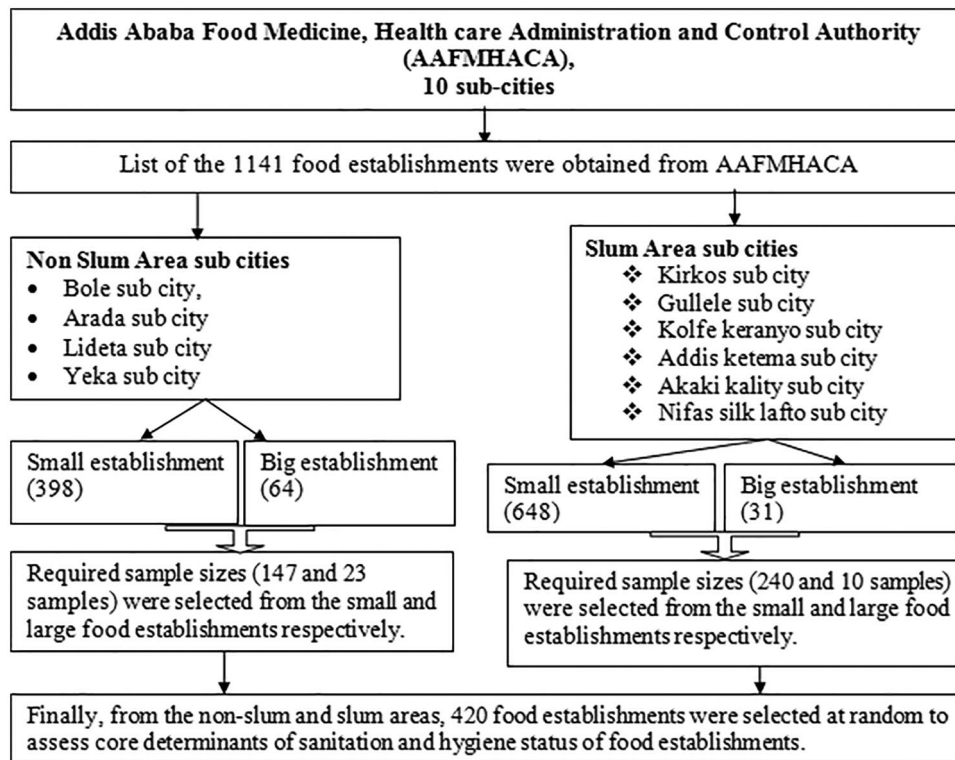 Addis Ababa Food Medicine, Health care Administration and Control Authority
(AAFMHACA),
10 sub-cities
List of the 1141 food establishments were obtained from AAFMHACA
Non Slum Area sub cities
• Bole sub city,
• Arada sub city
• Lideta sub city
• Yeka sub city
Small establishment
(398)
Big establishment
(64)
Required sample sizes (147 and 23
samples) were selected from the small and
large food establishments respectively.
Slum Area sub cities
❖ Kirkos sub city
❖ Gullele sub city
❖ Kolfe keranyo sub city
❖ Addis ketema sub city
❖ Akaki kality sub city
❖ Nifas silk lafto sub city
Small establishment
(648)
Big establishment
(31)
Required sample sizes (240 and 10 samples)
were selected from the small and large food
establishments respectively.
Finally, from the non-slum and slum areas, 420 food establishments were selected at random to
assess core determinants of sanitation and hygiene status of food establishments.